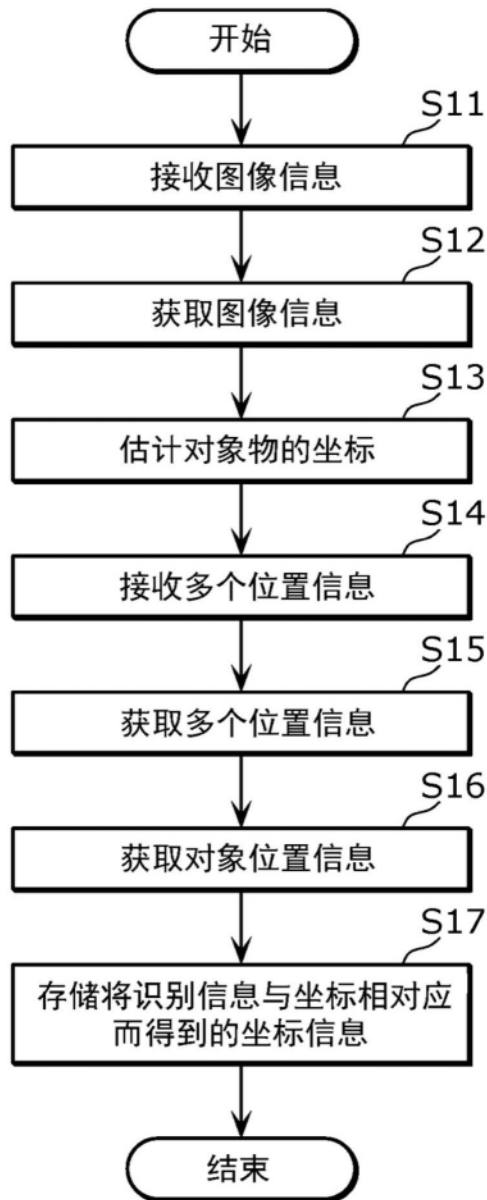 开始
S11
接收图像信息
S12
获取图像信息
S13
估计对象物的坐标
S14
接收多个位置信息
S15
获取多个位置信息
S16
获取对象位置信息
S17
存储将识别信息与坐标相对应
而得到的坐标信息
结束